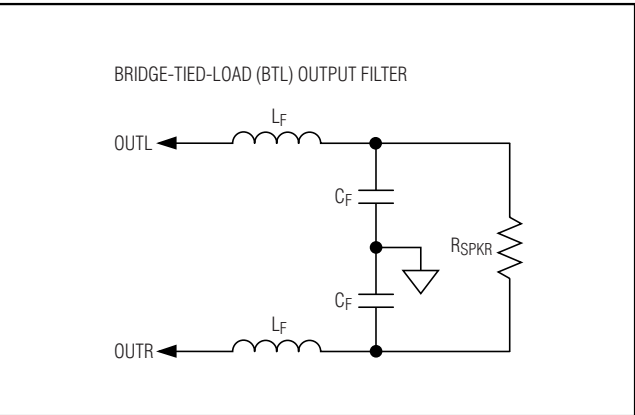 BRIDGE-TIED-LOAD (BTL) OUTPUT FILTER
LF
OUTL
CF
RSPKR
CF
LF
OUTR